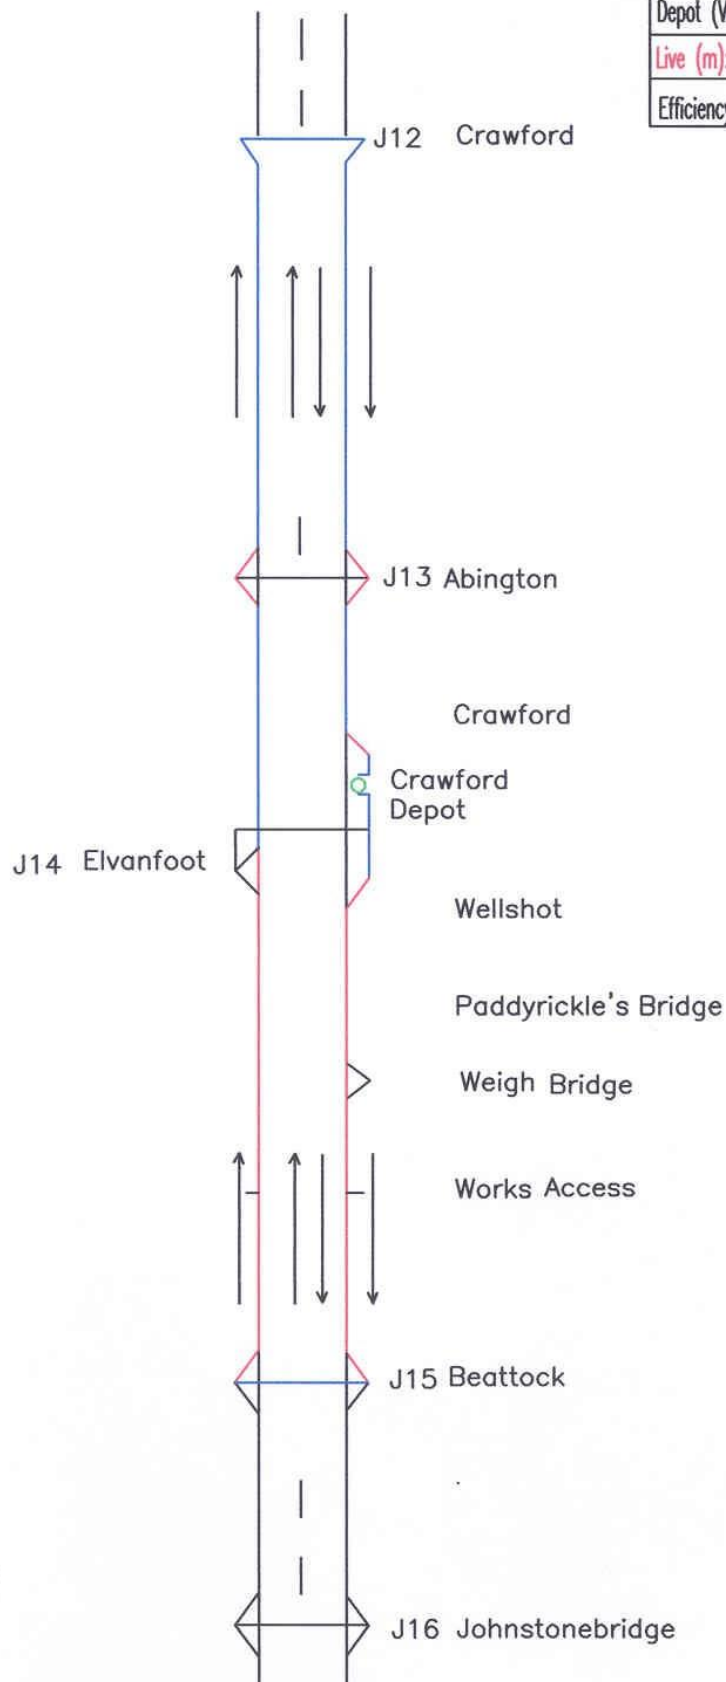 Depot
Live (m)
Efficiency
J12 Crawford
J13 Abington
Crawford
Crawford
Depot
J14 Elvanfoot
Wellshot
Paddyrickle's Bridge
Weigh Bridge
Works Access
J15 Beattock
J16 Johnstonebridge